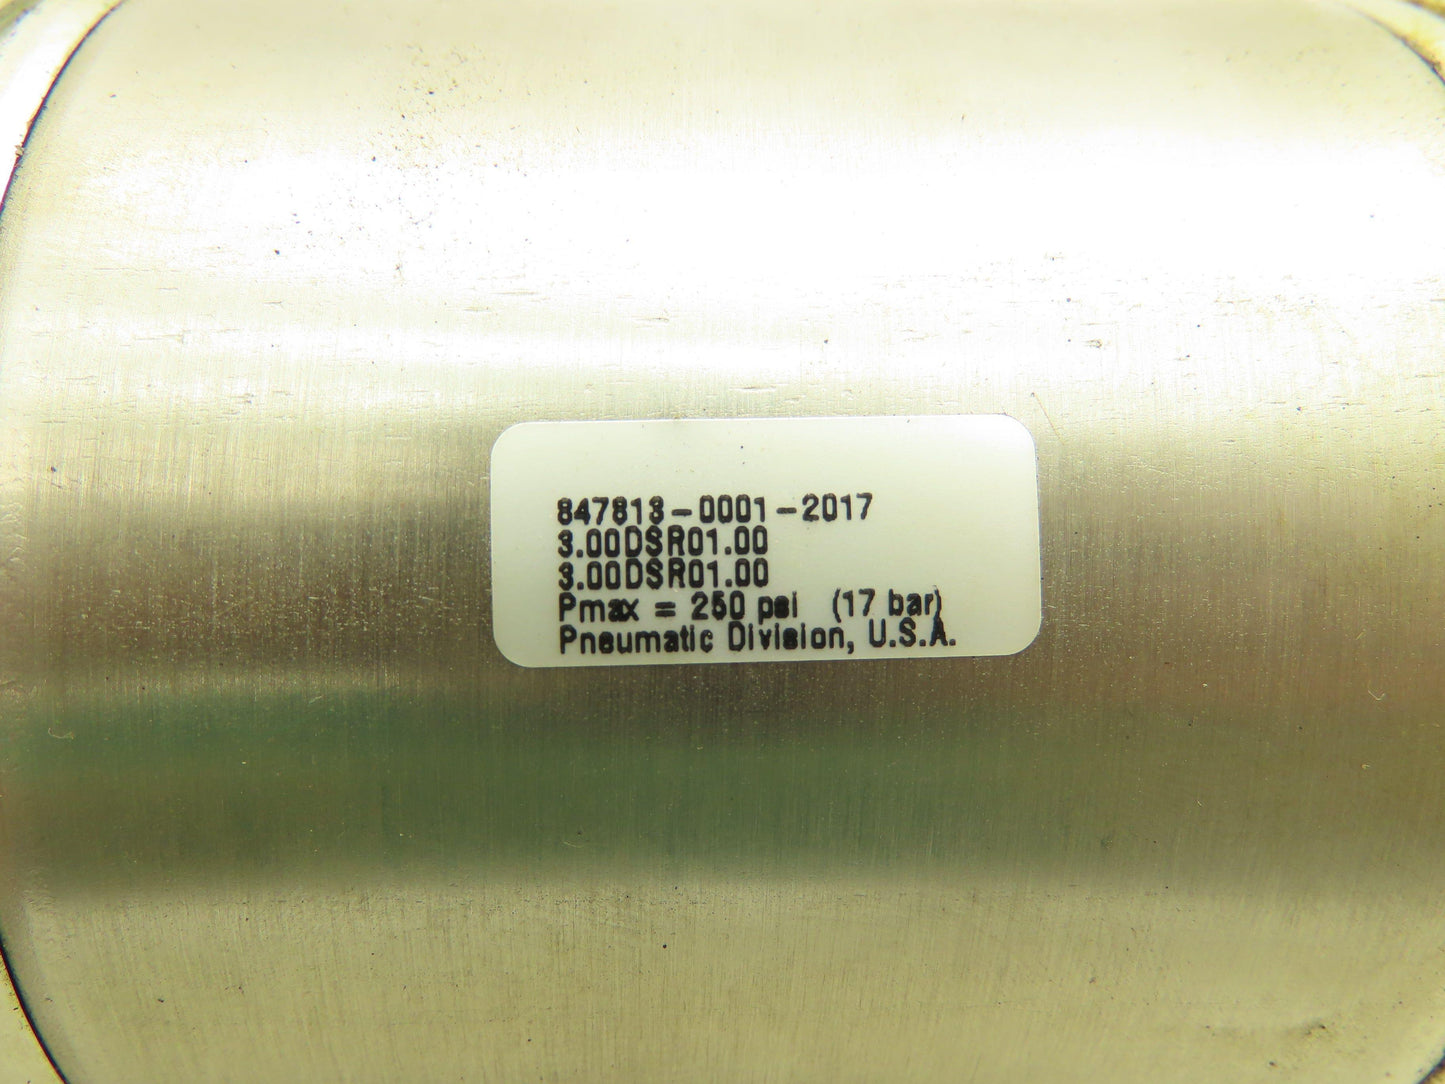 847813-0001-2017
3.00DSR01.00
3.00DSR01.00
Pmax = 250 psi (17 bar)
Pneumatic Division, U.S.A.